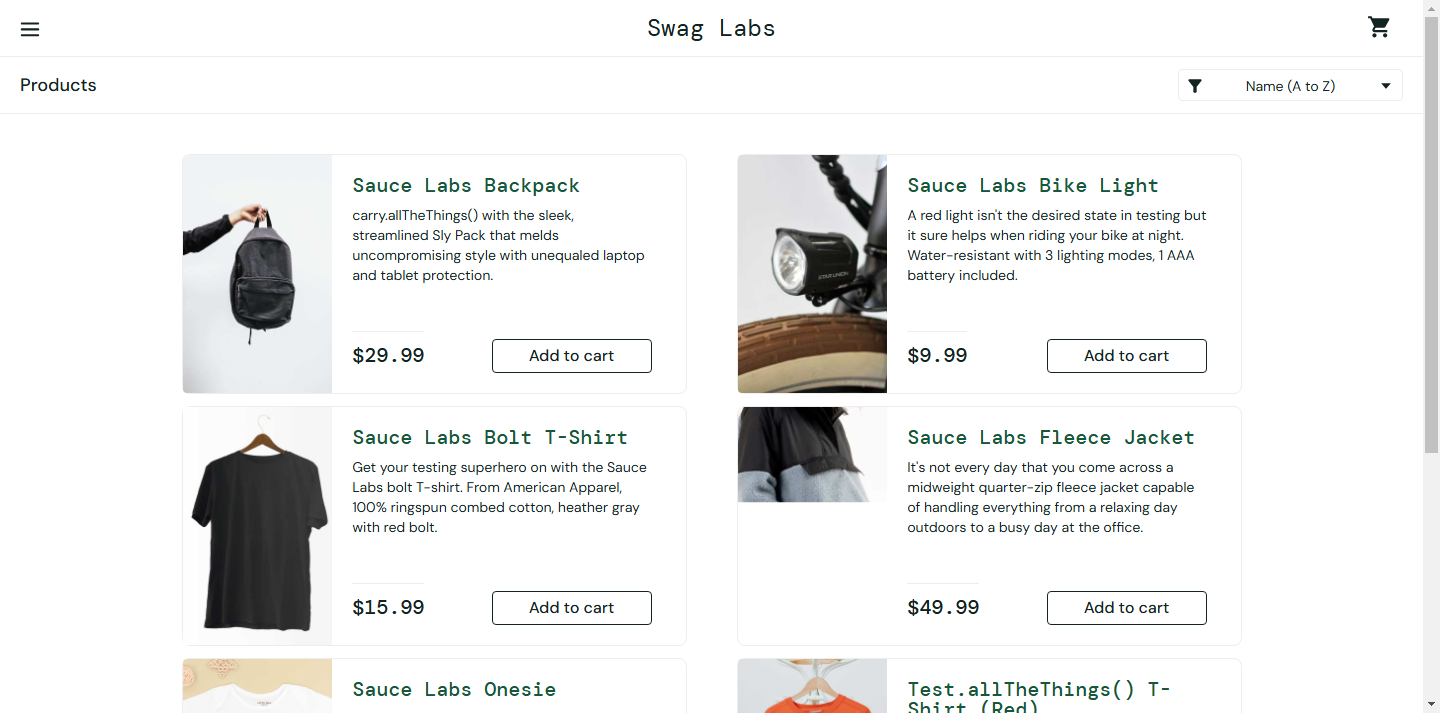 Swag Labs
Products
Name (A to Z)
Sauce Labs Backpack
carry.allTheThings() with the sleek,
streamlined Sly Pack that melds
uncompromising style with unequaled laptop
and tablet protection.
$29.99
Add to cart
Sauce Labs Bike Light
A red light isn't the desired state in testing but
it sure helps when riding your bike at night.
Water-resistant with 3 lighting modes, 1 AAA
battery included.
$9.99
Add to cart
STAR UNION
Sauce Labs Bolt T-Shirt
Get your testing superhero on with the Sauce
Labs bolt T-shirt. From American Apparel,
100% ringspun combed cotton, heather gray
with red bolt.
$15.99
Add to cart
Sauce Labs Fleece Jacket
It's not every day that you come across a
midweight quarter-zip fleece jacket capable
of handling everything from a relaxing day
outdoors to a busy day at the office.
$49.99
Add to cart
Sauce Labs Onesie
Test.allTheThings() T-
Shirt (Red)